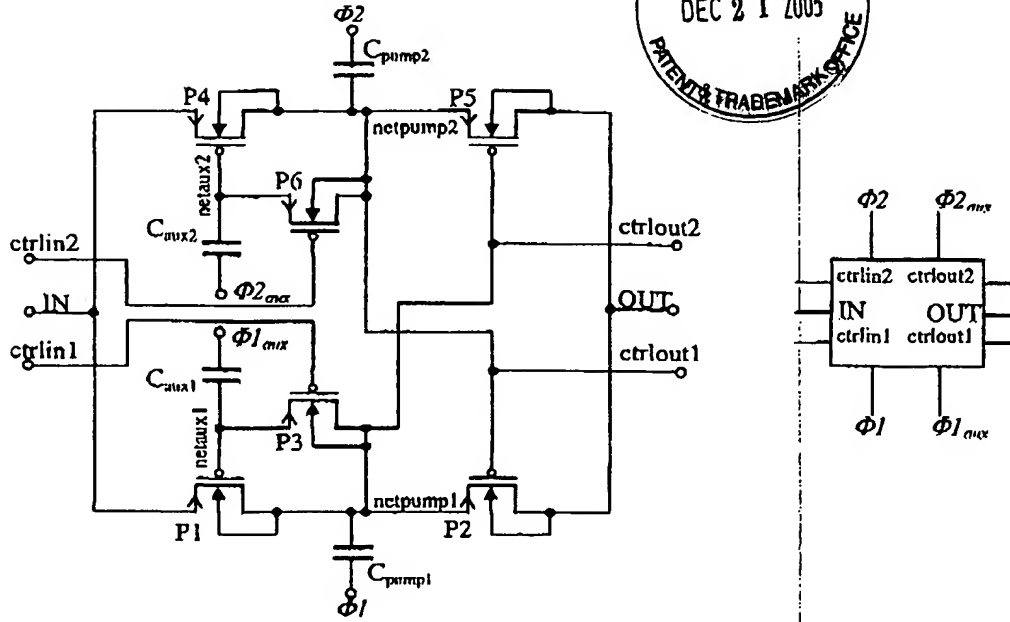 Φ2
DEC 2 1 2005
PATENT & TRADEMARK OFFICE
Cpump2
P4
P5
netpump2
netaux2
P6
Caux2
ctrlin2
Φ2aux
ctrlout2
IN
OUT
Φ1aux
ctrlin1
ctrlout1
Caux1
netaux1
P3
netpump1
P1
P2
Cpump1
Φ1
Φ2
Φ2aux
ctrlin2 ctrlout2
IN OUT
ctrlin1 ctrlout1
Φ1
Φ1aux